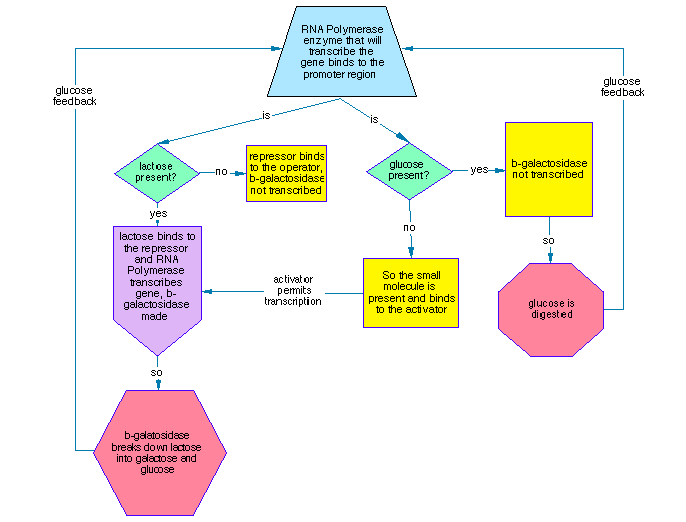 RNA Polymerase
enzyme that will
transcribe the
gene binds to the
promoter region
glucose
feedback
glucose
feedback
is
is
lactose
present?
no
repressor binds
to the operator,
b-galactosidase
not transcribed
glucose
present?
yes
b-galactosidase
not transcribed
yes
no
so
lactose binds to
the repressor
and RNA
Polymerase
transcribes
gene, b-
galactosidase
made
activator
permits
transcription
So the small
molecule is
present and binds
to the activator
glucose is
digestied
so
b-galatosidase
breaks down lactose
into galactose and
glucose